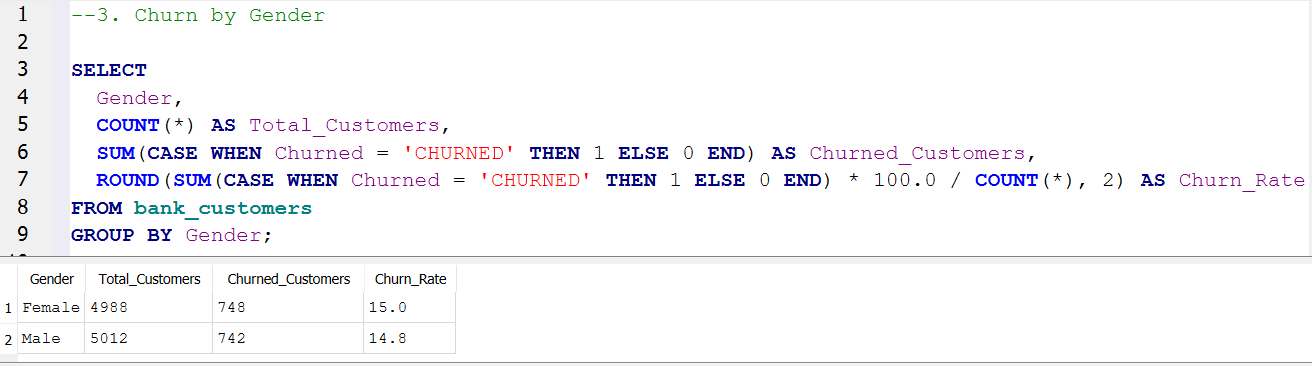 1 --3. Churn by Gender
2
3 SELECT
4 Gender,
5 COUNT(*) AS Total_Customers,
6 SUM(CASE WHEN Churned = 'CHURNED' THEN 1 ELSE 0 END) AS Churned_Customers,
7 ROUND(SUM(CASE WHEN Churned = 'CHURNED' THEN 1 ELSE 0 END) * 100.0 / COUNT(*), 2) AS Churn_Rate
8 FROM bank_customers
9 GROUP BY Gender;
Gender Total_Customers Churned_Customers Churn_Rate
1 Female 4988 748 15.0
2 Male 5012 742 14.8